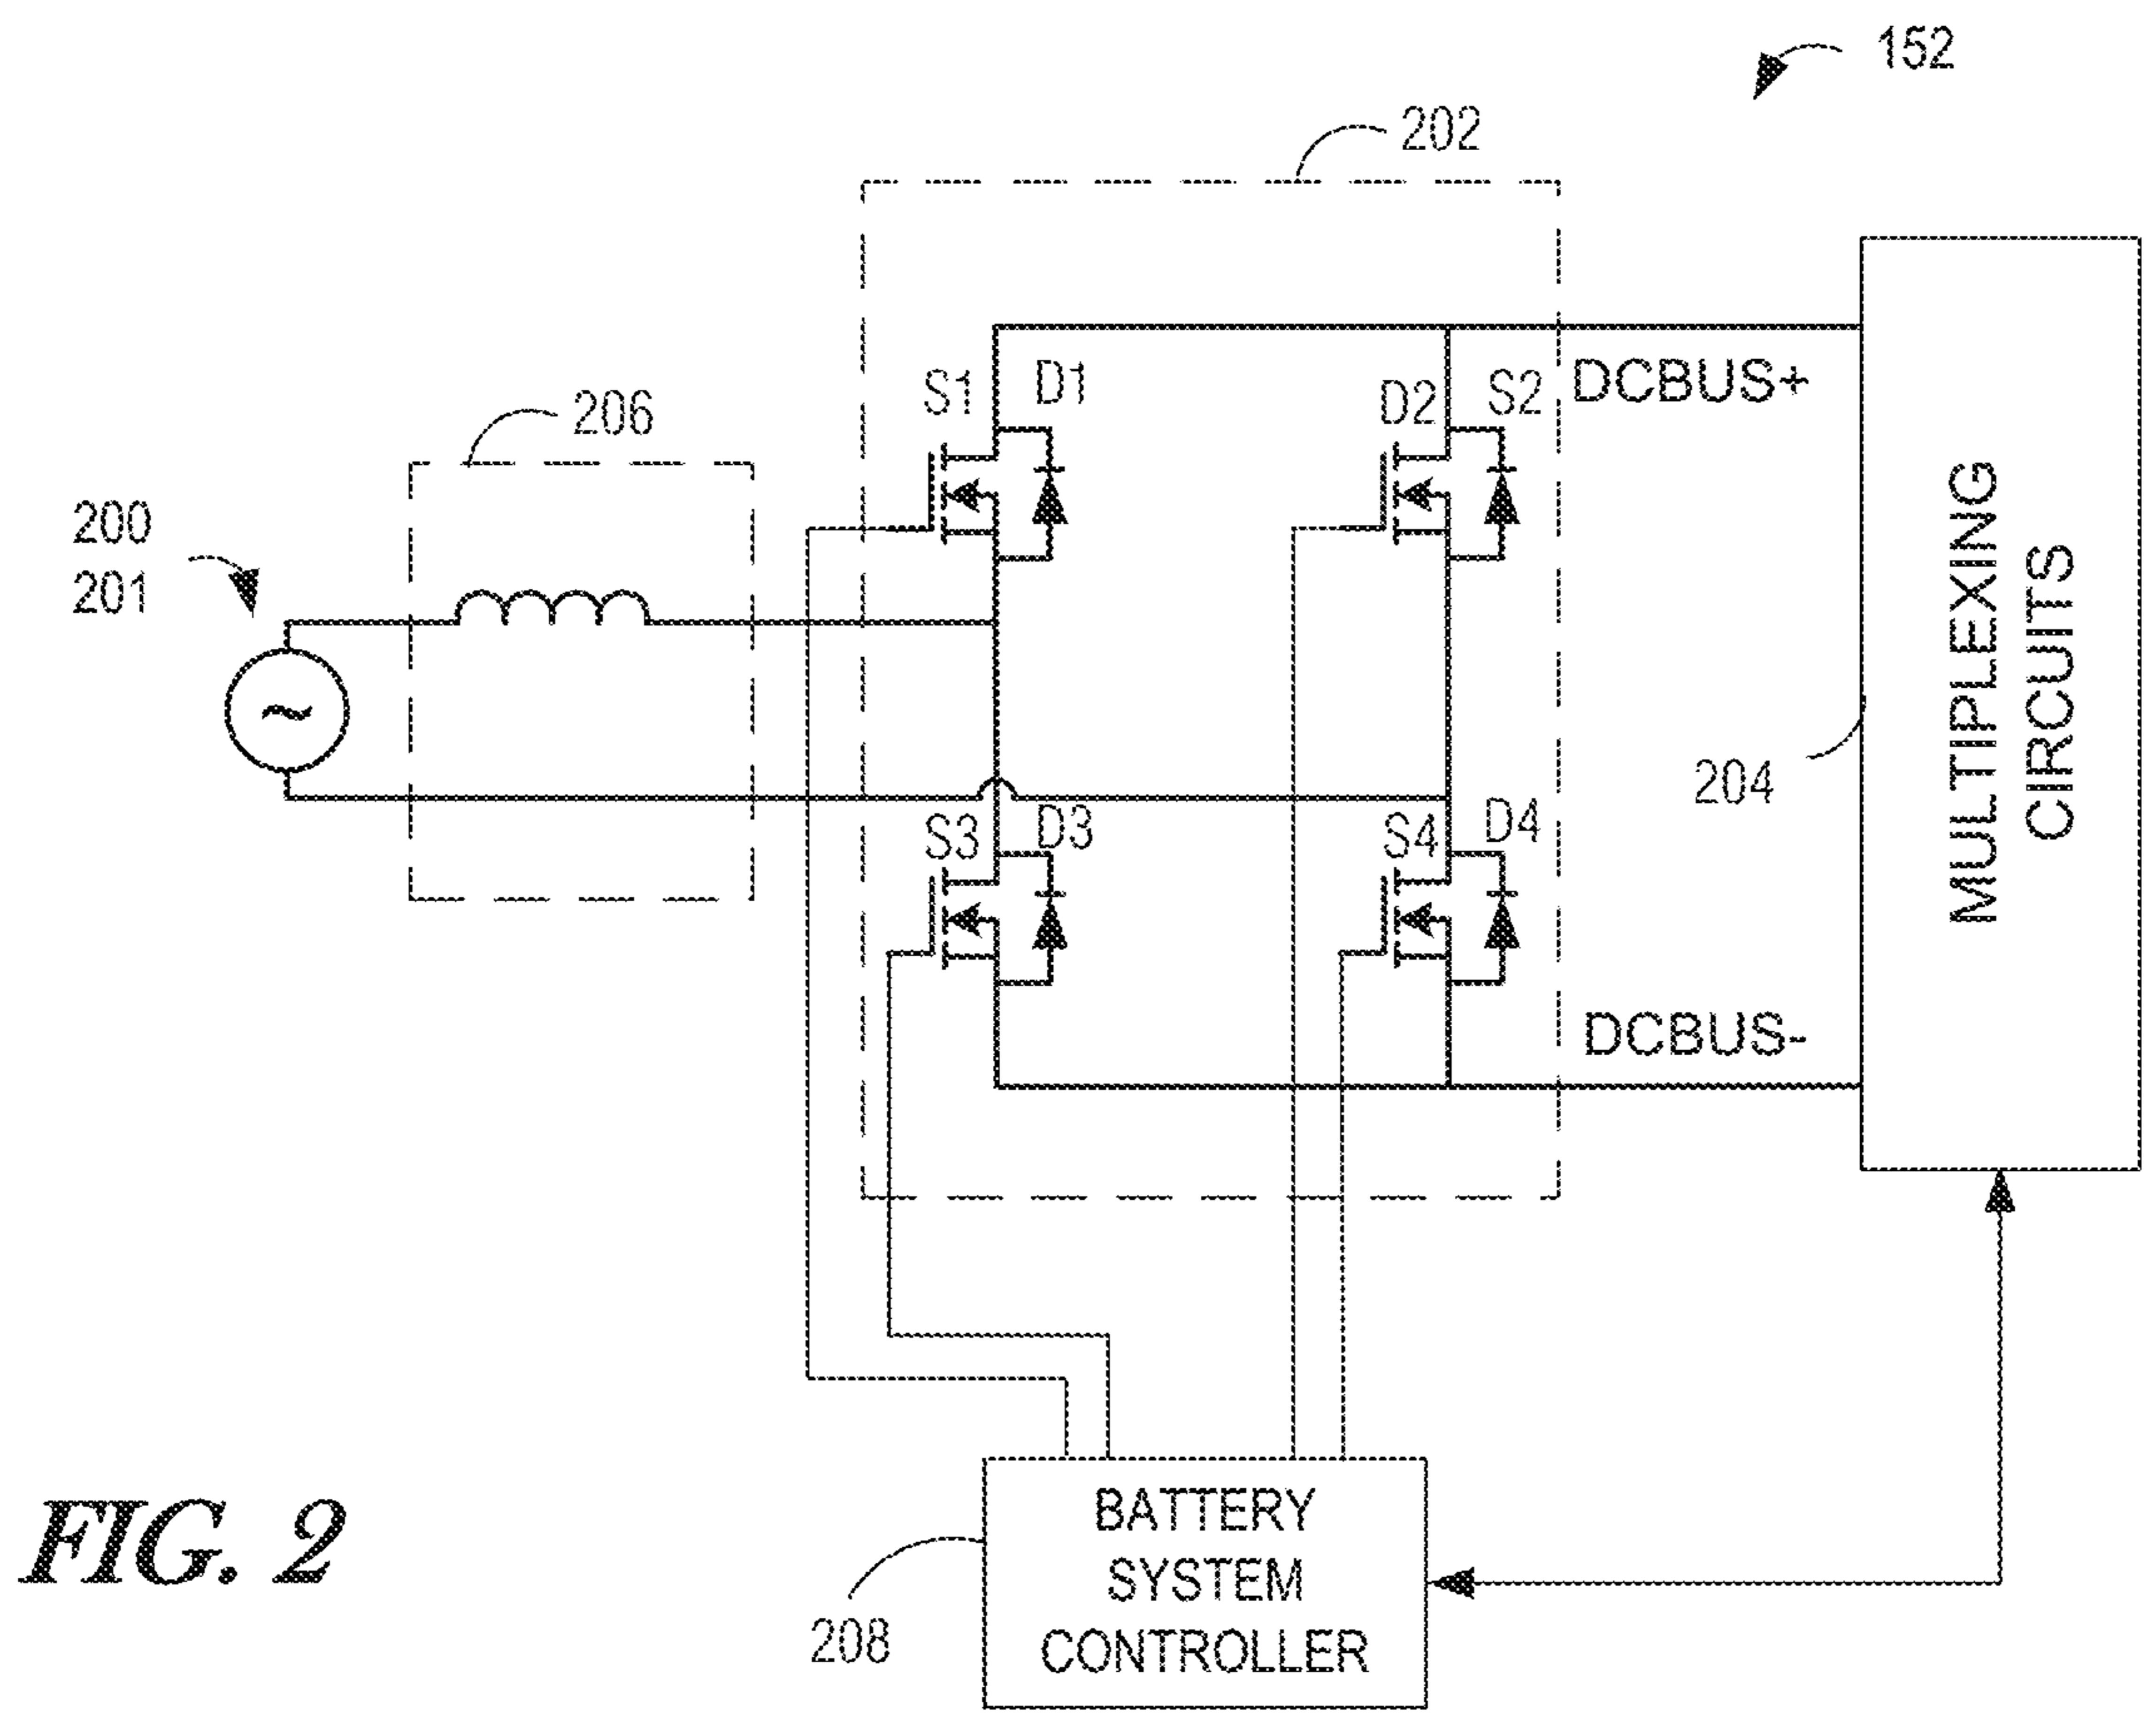 152
202
S1
D1
D2
S2
DCBUS+
206
200
201
MULTIPLEXING
CIRCUITS
~
204
S3
D3
S4
D4
DCBUS-
BATTERY
SYSTEM
CONTROLLER
208
FIG. 2